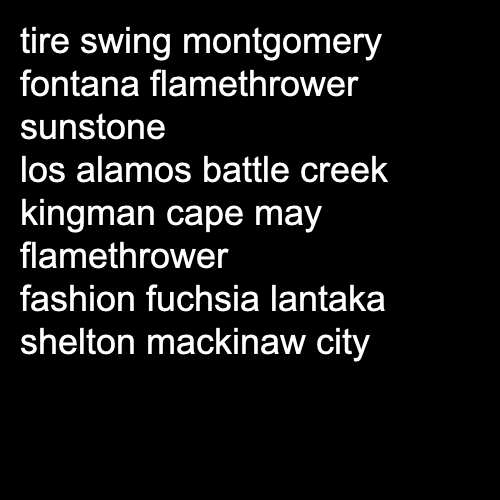 tire swing montgomery
fontana flamethrower
sunstone
los alamos battle creek
kingman cape may
flamethrower
fashion fuchsia lantaka
shelton mackinaw city